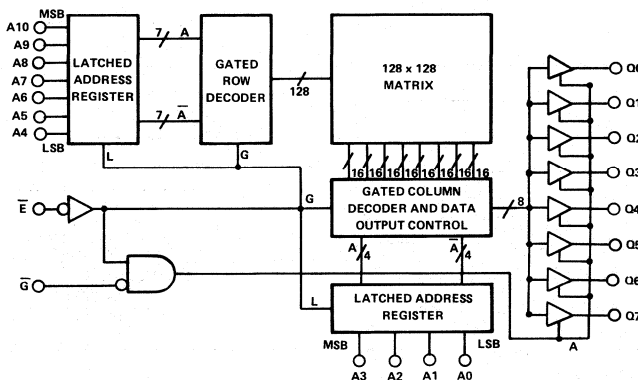 MSB
A10
A9
A8
A7
A6
A5
A4
LSB
LATCHED
ADDRESS
REGISTER
7 A
7 A̅
L
GATED
ROW
DECODER
G
128
128 x 128
MATRIX
16 16 16 16 16 16 16 16
E̅
G
GATED COLUMN
DECODER AND DATA
OUTPUT CONTROL
8
A 4
A̅ 4
G̅
L
LATCHED ADDRESS
REGISTER
MSB
LSB
A3
A2
A1
A0
A
Q0
Q1
Q2
Q3
Q4
Q5
Q6
Q7